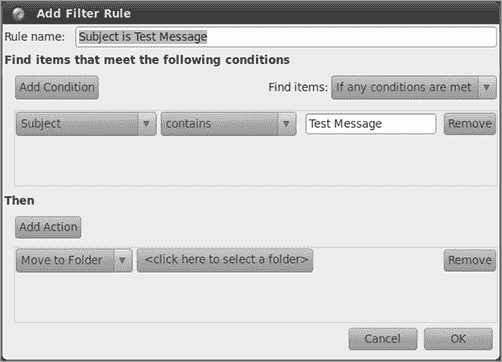 Add Filter Rule
Rule name: Subject is Test Message
Find items that meet the following conditions
Add Condition Find items: If any conditions are met
Subject contains Test Message Remove
Then
Add Action
Move to Folder <click here to select a folder> Remove
Cancel OK